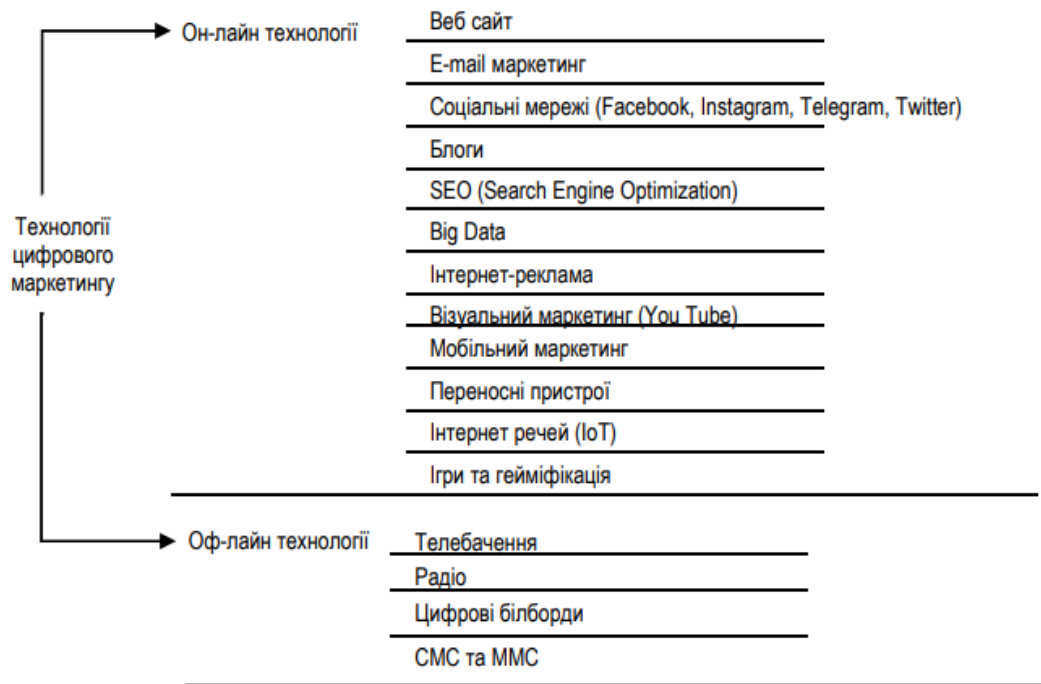 Он-лайн технології
Веб сайт
E-mail маркетинг
Соціальні мережі (Facebook, Instagram, Telegram, Twitter)
Блоги
SEO (Search Engine Optimization)
Big Data
Інтернет-реклама
Візуальний маркетинг (You Tube)
Мобільний маркетинг
Переносні пристрої
Інтернет речей (IoT)
Ігри та гейміфікація
Технології
цифрового
маркетингу
Оф-лайн технології
Телебачення
Радіо
Цифрові білборди
СМС та ММС